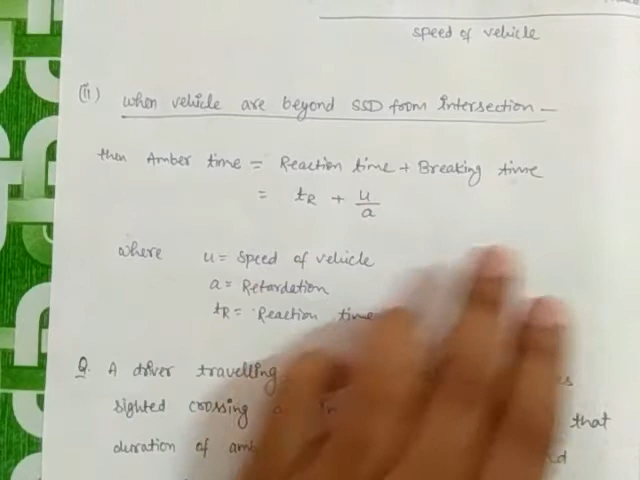 speed of vehicle
(ii) when vehicle are beyond SSD from intersection -
then Amber time = Reaction time + Breaking time
= tR + u/a
where u = speed of vehicle
a = Retardation
tR = Reaction time
Q. A driver travelling
sighted crossing that
duration of